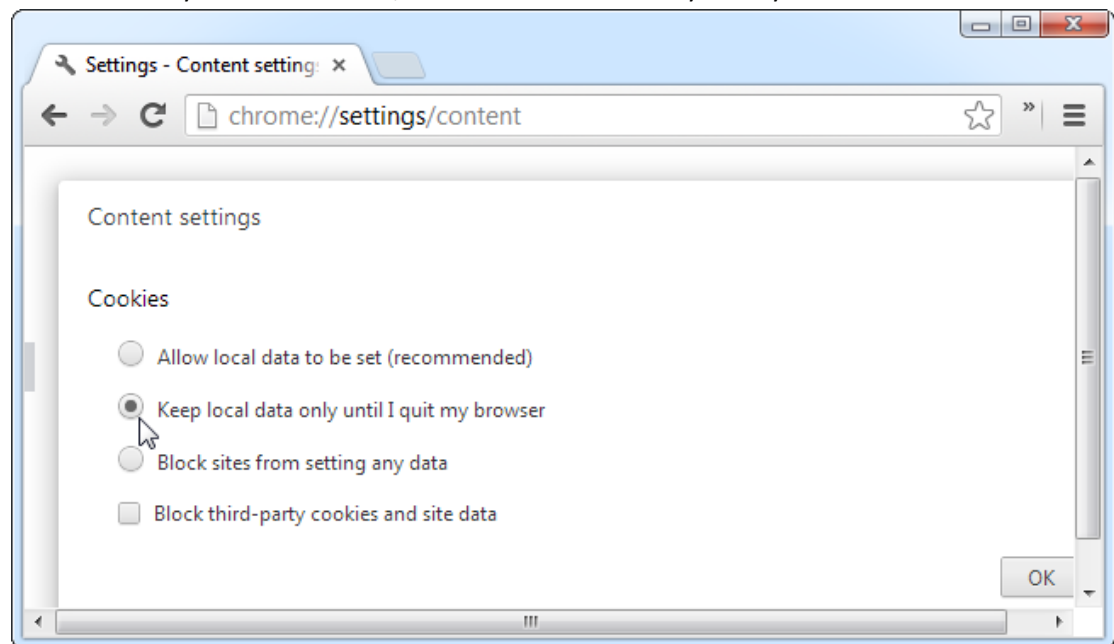 Settings - Content setting
chrome://settings/content
Content settings
Cookies
Allow local data to be set (recommended)
Keep local data only until I quit my browser
Block sites from setting any data
Block third-party cookies and site data
OK